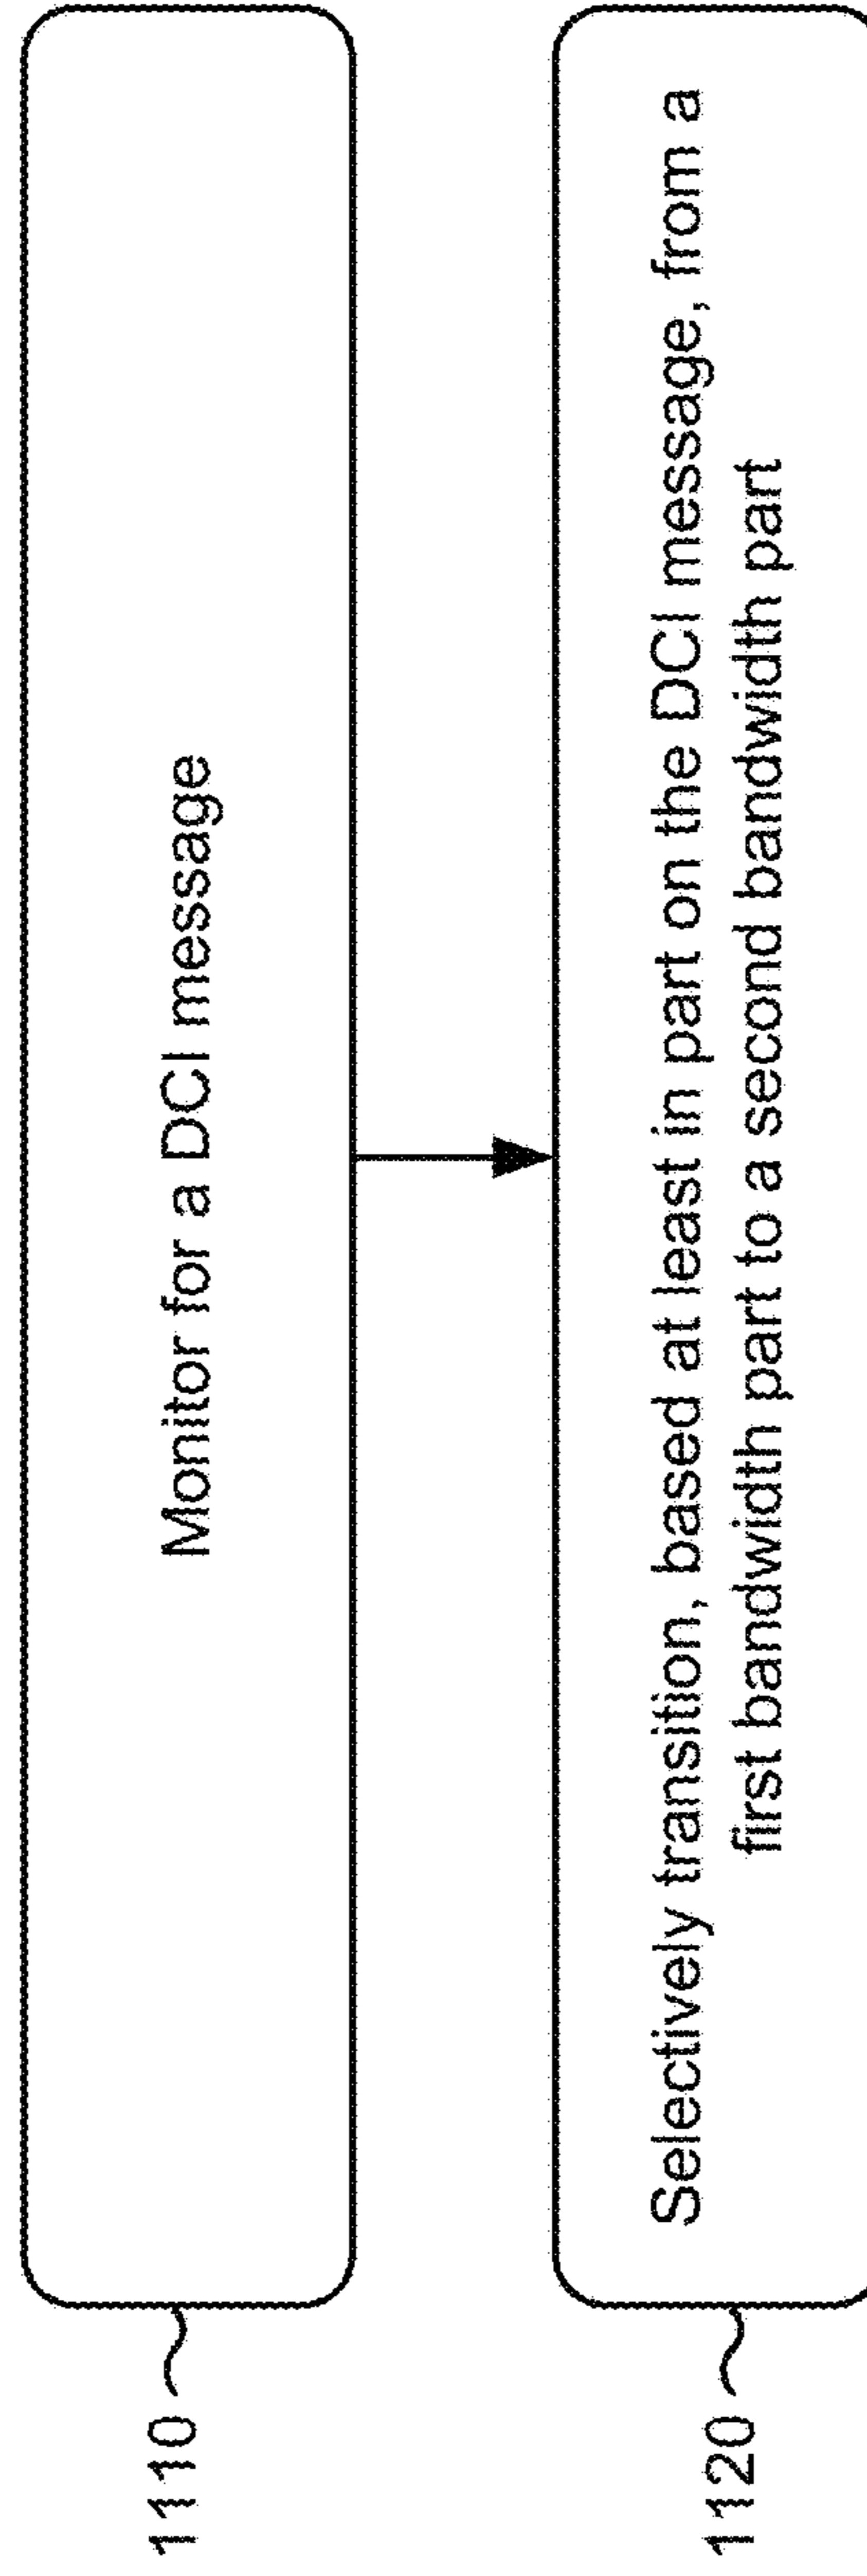 1110
Monitor for a DCI message
1120
Selectively transition, based at least in part on the DCI message, from a
first bandwidth part to a second bandwidth part